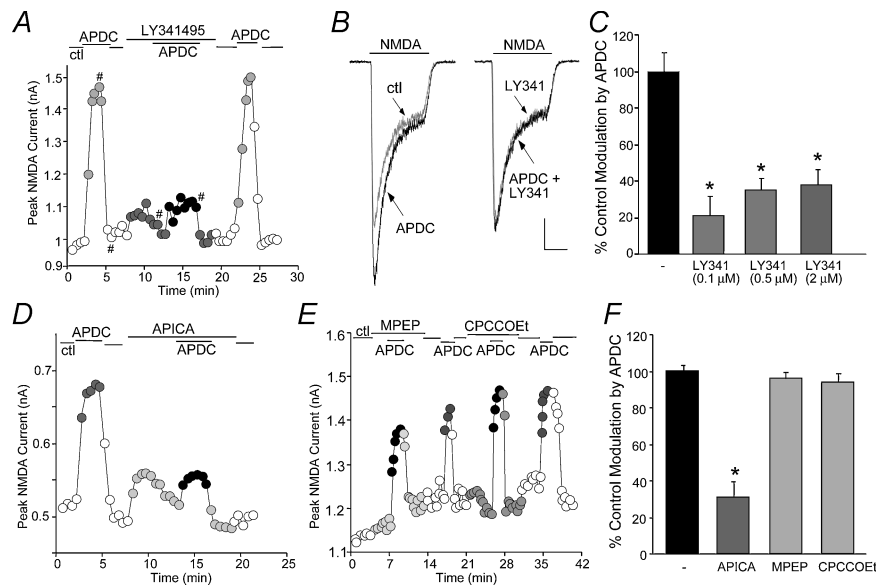 A
APDC
LY341495
APDC
APDC
ctl
#
#
#
#
Peak NMDA Current (nA)
1.5
1.4
1.3
1.2
1.1
1
0.9
0 5 10 15 20 25 30
Time (min)
B
NMDA
NMDA
ctl
LY341
APDC
APDC +
LY341
C
% Control Modulation by APDC
120
100
80
60
40
20
0
*
*
*
-
LY341
(0.1 µM)
LY341
(0.5 µM)
LY341
(2 µM)
D
APDC
APICA
ctl
APDC
Peak NMDA Current (nA)
0.7
0.6
0.5
0 5 10 15 20 25
Time (min)
E
ctl
MPEP
CPCCOEt
APDC
APDC
APDC
APDC
Peak NMDA Current (nA)
1.6
1.5
1.4
1.3
1.2
1.1
0 7 14 21 28 35 42
Time (min)
F
% Control Modulation by APDC
120
100
80
60
40
20
0
*
-
APICA
MPEP
CPCCOEt